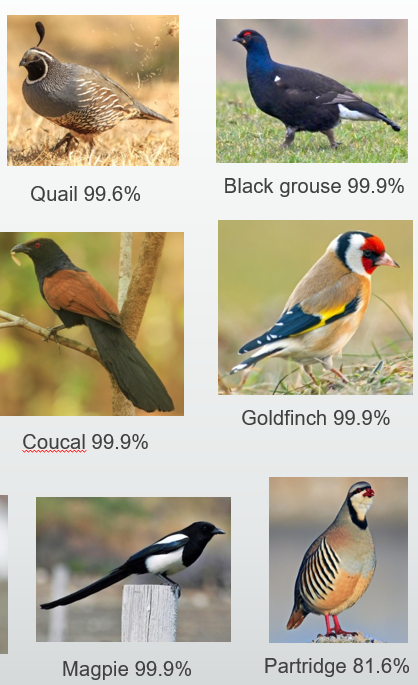 Quail 99.6%
Black grouse 99.9%
Coucal 99.9%
Goldfinch 99.9%
Magpie 99.9%
Partridge 81.6%